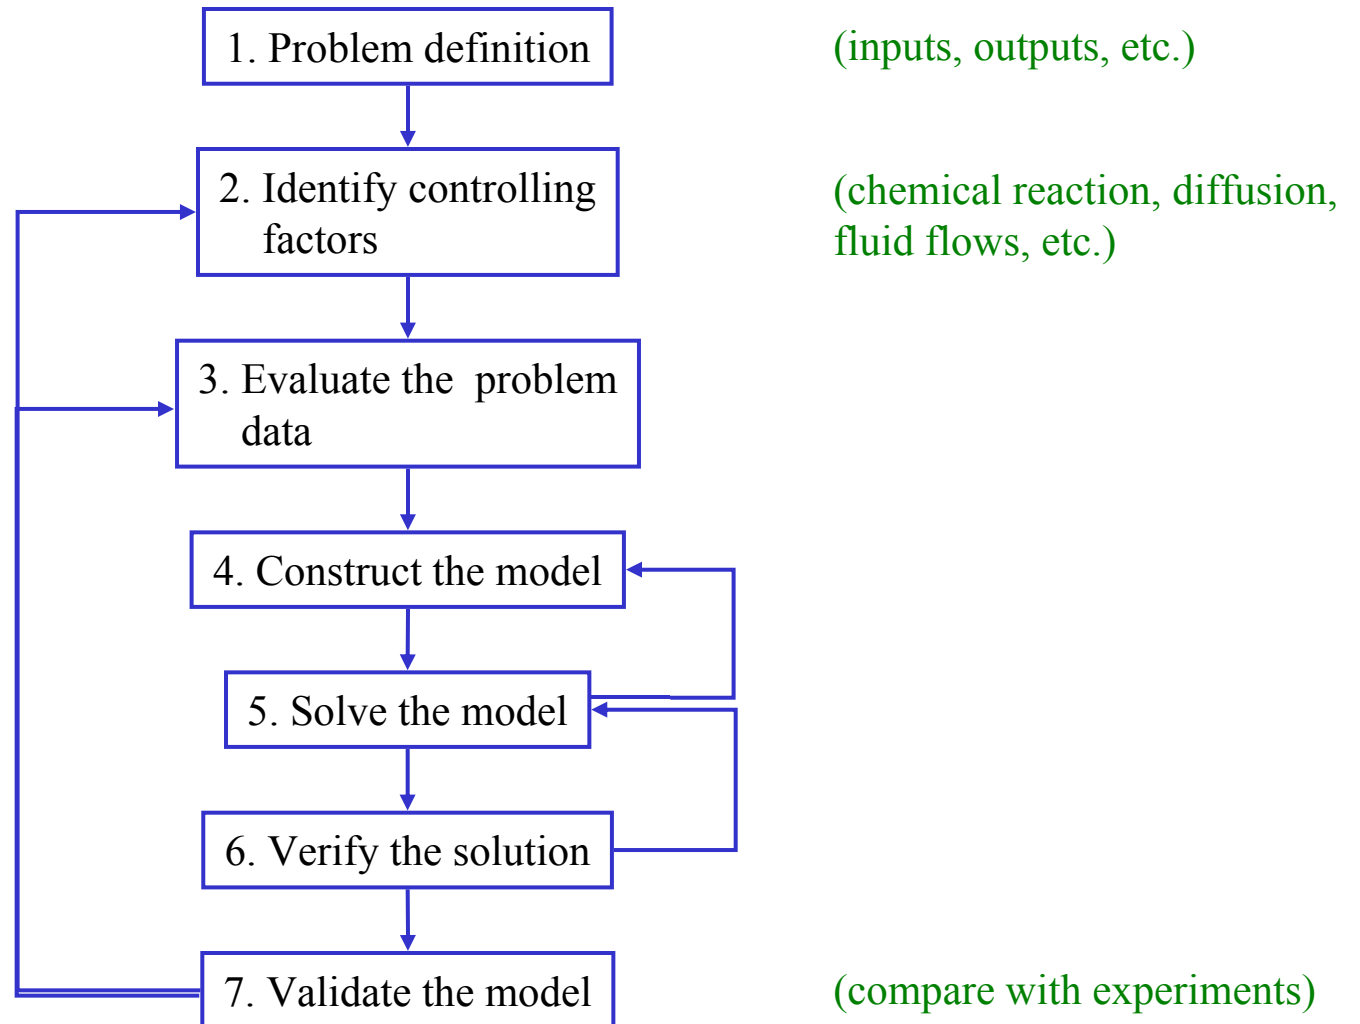 1. Problem definition
(inputs, outputs, etc.)
2. Identify controlling
factors
(chemical reaction, diffusion,
fluid flows, etc.)
3. Evaluate the  problem
data
4. Construct the model
5. Solve the model
6. Verify the solution
7. Validate the model
(compare with experiments)